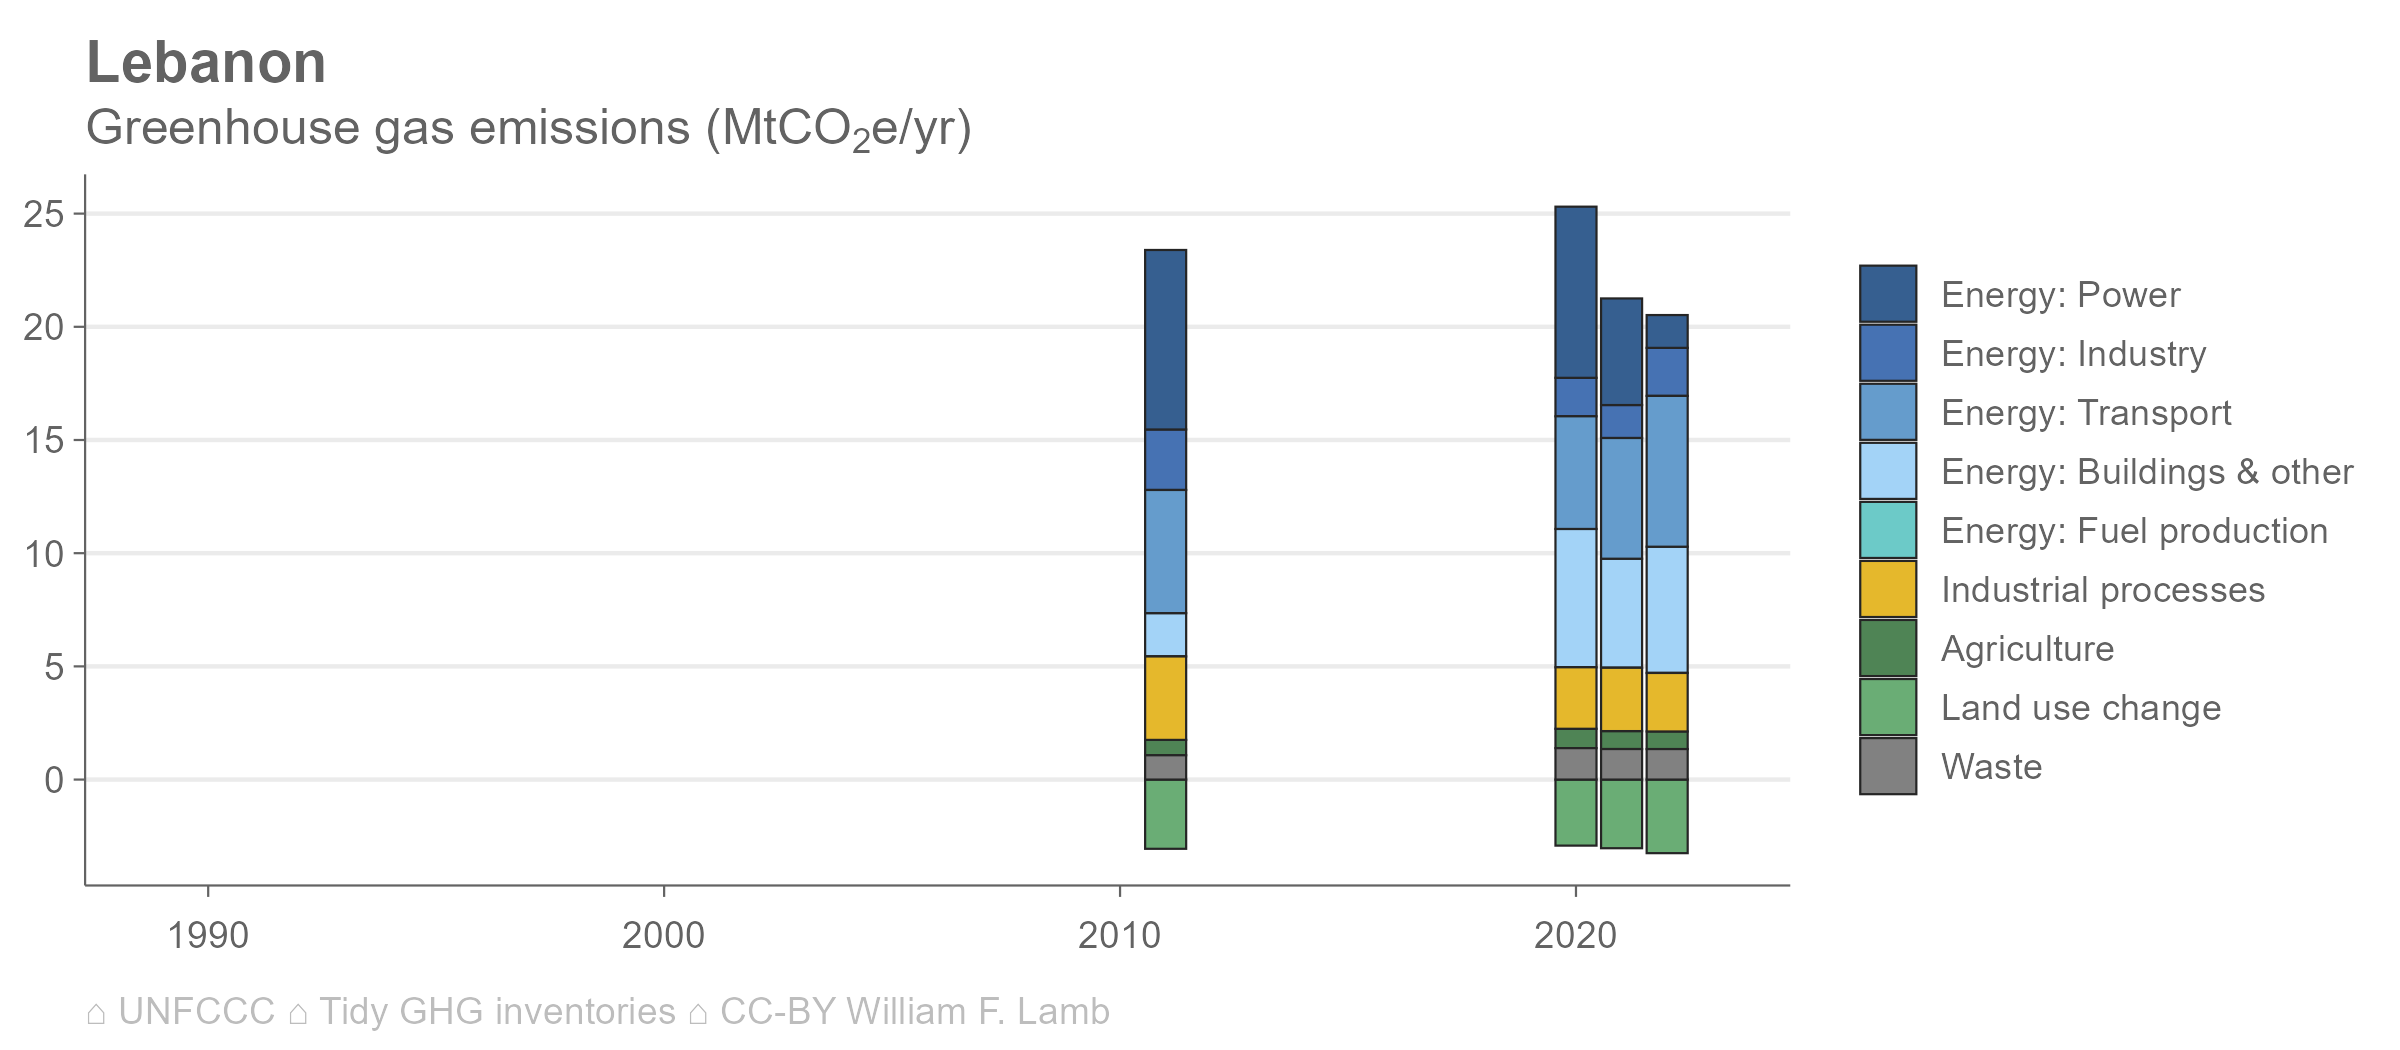 Lebanon
Greenhouse gas emissions (MtCO₂e/yr)
25
20
15
10
5
0
1990 2000 2010 2020
Energy: Power
Energy: Industry
Energy: Transport
Energy: Buildings & other
Energy: Fuel production
Industrial processes
Agriculture
Land use change
Waste
⌂ UNFCCC ⌂ Tidy GHG inventories ⌂ CC-BY William F. Lamb